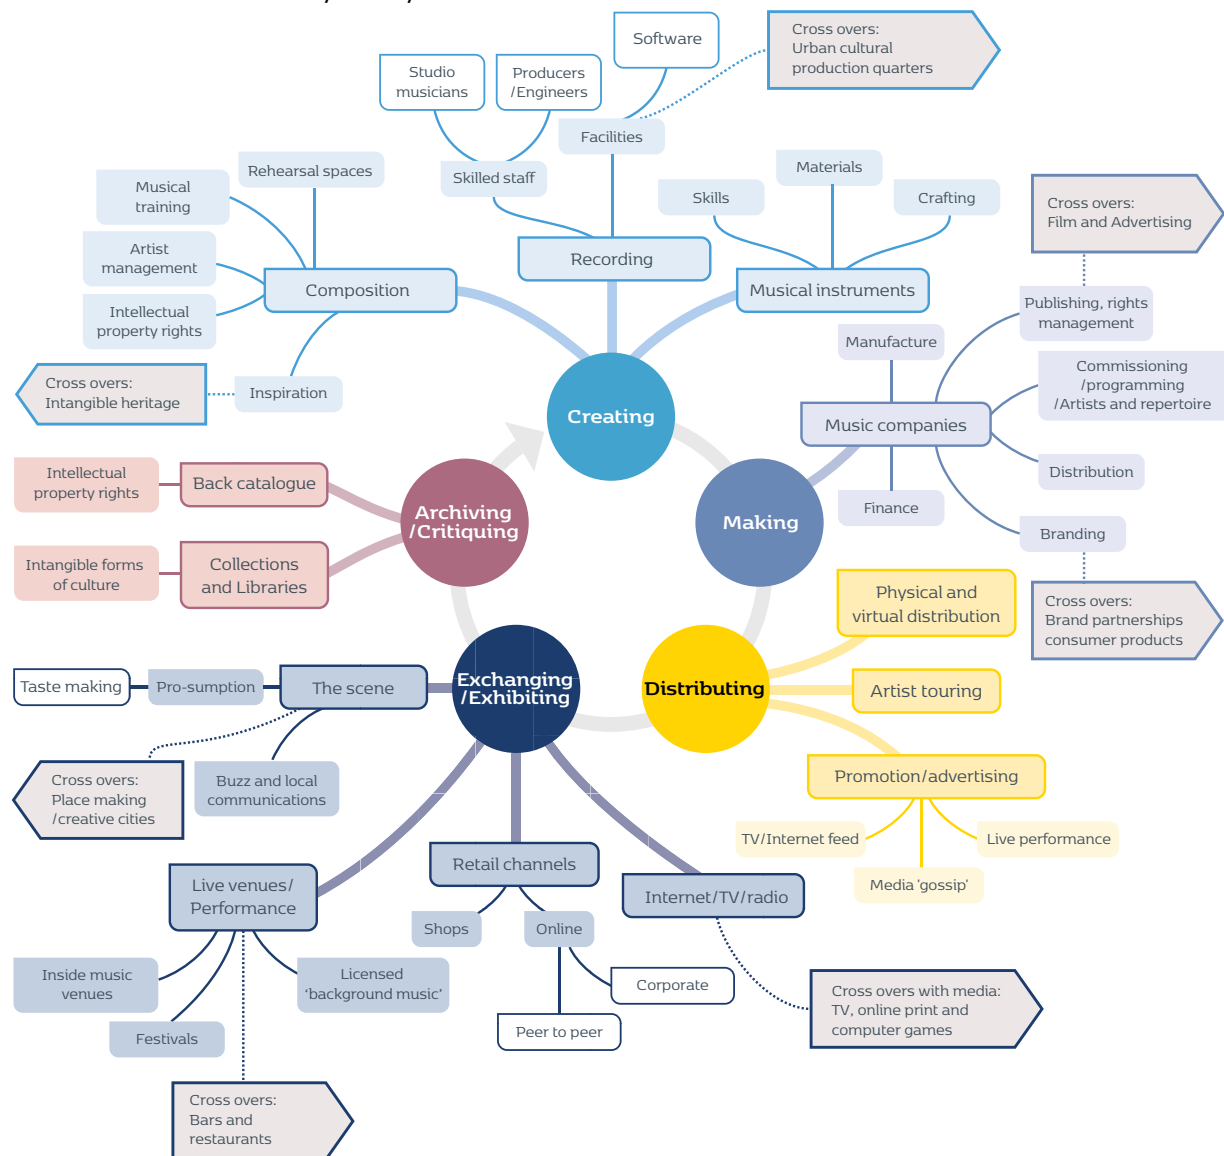 Software
Cross overs:
Urban cultural
production quarters
Studio
musicians
Producers
/Engineers
Facilities
Rehearsal spaces
Skilled staff
Materials
Musical
training
Skills
Crafting
Cross overs:
Film and Advertising
Artist
management
Recording
Composition
Musical instruments
Intellectual
property rights
Publishing, rights
management
Manufacture
Cross overs:
Intangible heritage
Inspiration
Commissioning
/programming
/Artists and repertoire
Creating
Music companies
Intellectual
property rights
Back catalogue
Distribution
Archiving
/Critiquing
Making
Finance
Branding
Intangible forms
of culture
Collections
and Libraries
Physical and
virtual distribution
Cross overs:
Brand partnerships
consumer products
Taste making
Pro-sumption
The scene
Exchanging
/Exhibiting
Distributing
Artist touring
Cross overs:
Place making
/creative cities
Buzz and local
communications
Promotion/advertising
TV/Internet feed
Live performance
Media 'gossip'
Retail channels
Live venues/
Performance
Internet/TV/radio
Shops
Online
Inside music
venues
Licensed
'background music'
Corporate
Festivals
Peer to peer
Cross overs with media:
TV, online print and
computer games
Cross overs:
Bars and
restaurants